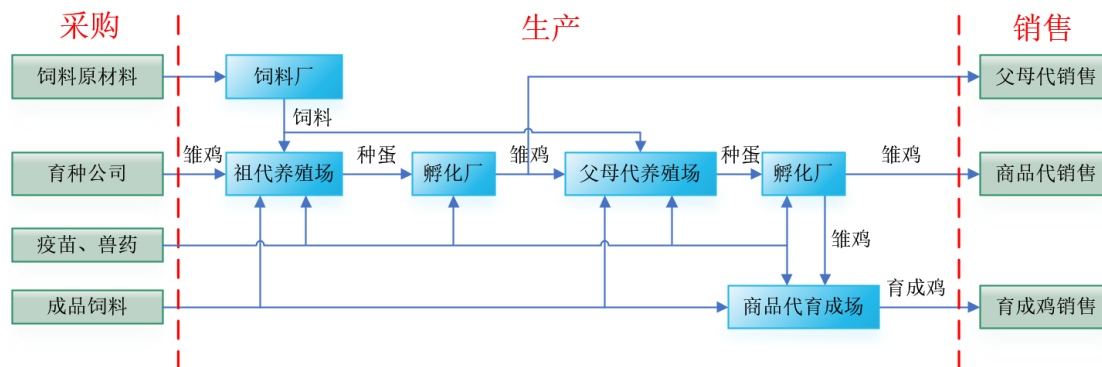 采购
生产
销售
饲料原材料
饲料厂
父母代销售
饲料
育种公司
雏鸡
祖代养殖场
种蛋
孵化厂
雏鸡
父母代养殖场
种蛋
孵化厂
雏鸡
商品代销售
疫苗、兽药
雏鸡
成品饲料
商品代育成场
育成鸡
育成鸡销售